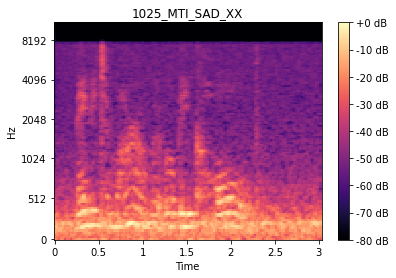 1025_MTI_SAD_XX
+0 dB
8192
-10 dB
4096
-20 dB
-30 dB
2048
Hz
-40 dB
1024
-50 dB
512
-60 dB
-70 dB
0
-80 dB
0 0.5 1 1.5 2 2.5 3
Time